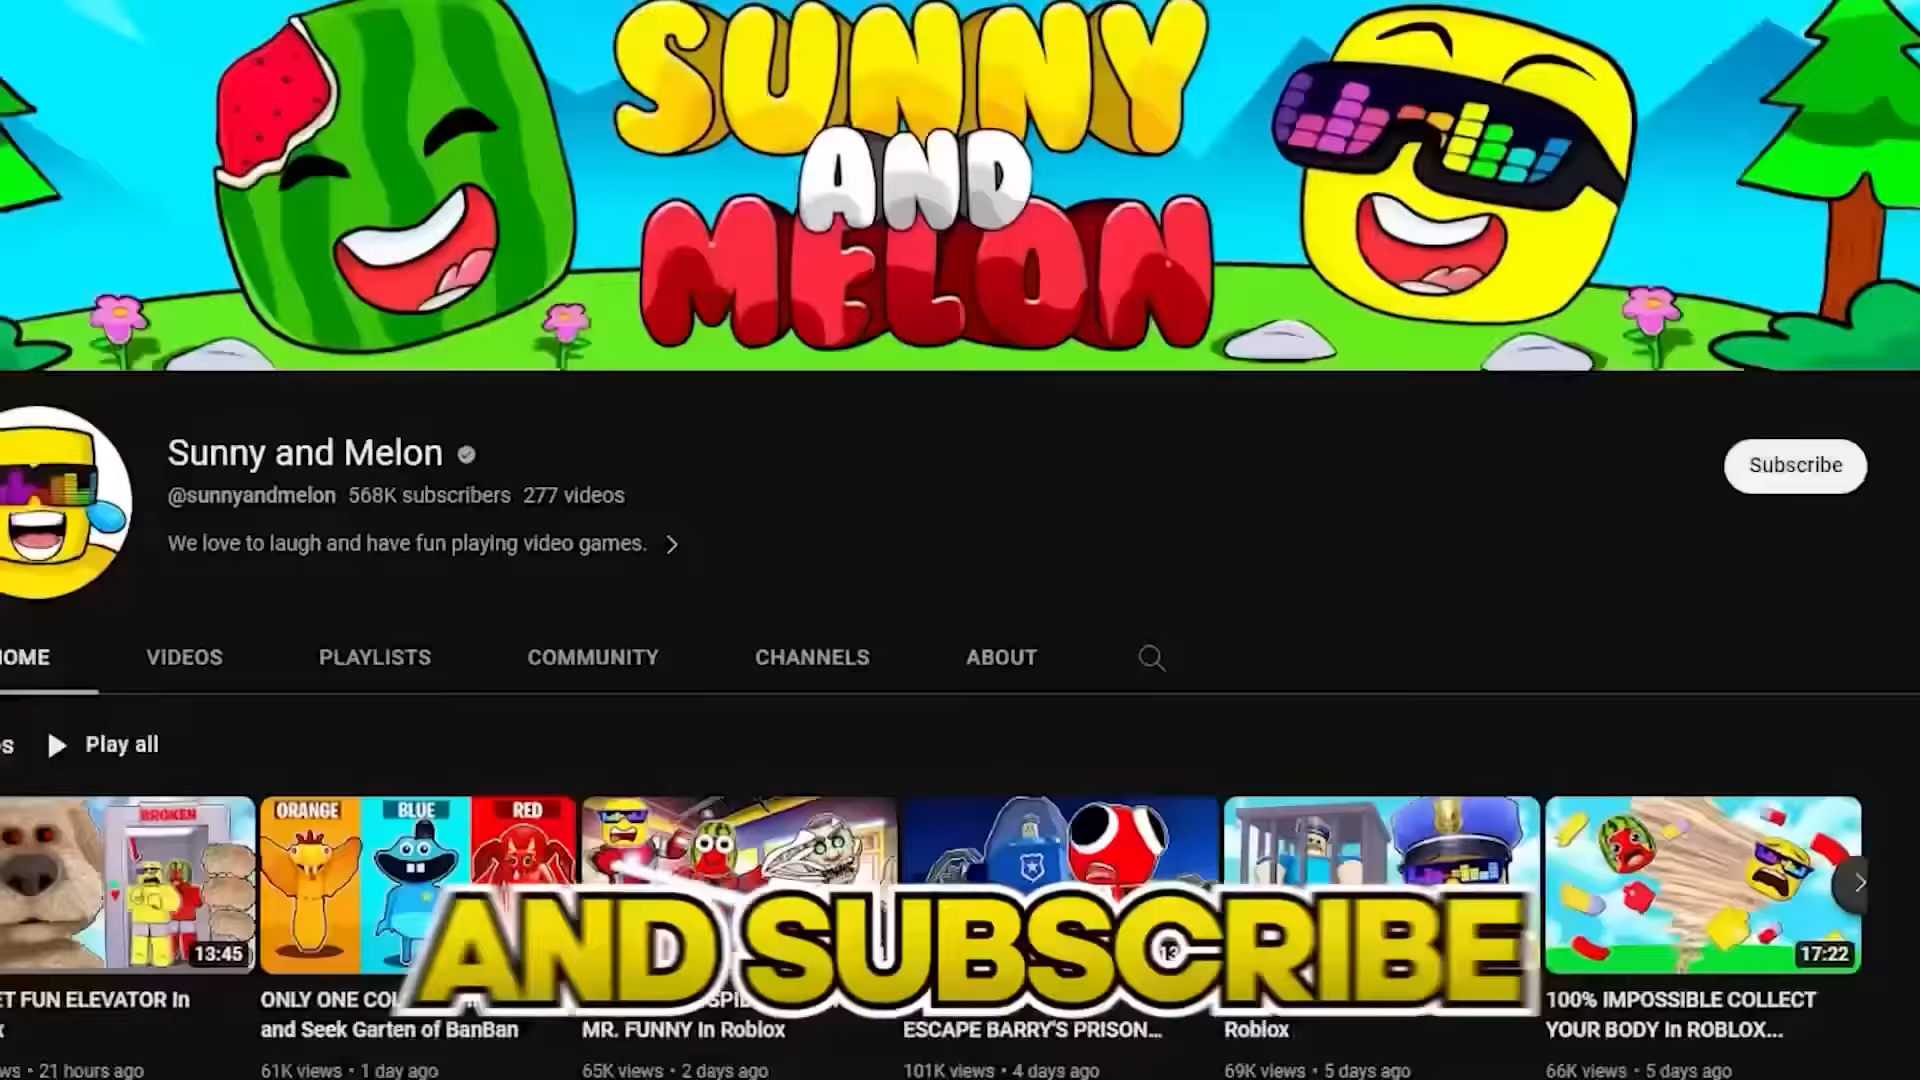 SUNNY
AND
MELON
Sunny and Melon
@sunnyandmelon 568K subscribers 277 videos
We love to laugh and have fun playing video games.
Subscribe
HOME VIDEOS PLAYLISTS COMMUNITY CHANNELS ABOUT
Play all
BROKEN
ORANGE BLUE RED
13:45
17:22
AND SUBSCRIBE
FUN ELEVATOR In
ONLY ONE
and Seek Garten of BanBan
MR. FUNNY In Roblox
ESCAPE BARRY'S PRISON...
Roblox
100% IMPOSSIBLE COLLECT
YOUR BODY In ROBLOX...
21 hours ago
61K views • 1 day ago
65K views • 2 days ago
101K views • 4 days ago
69K views • 5 days ago
66K views • 5 days ago